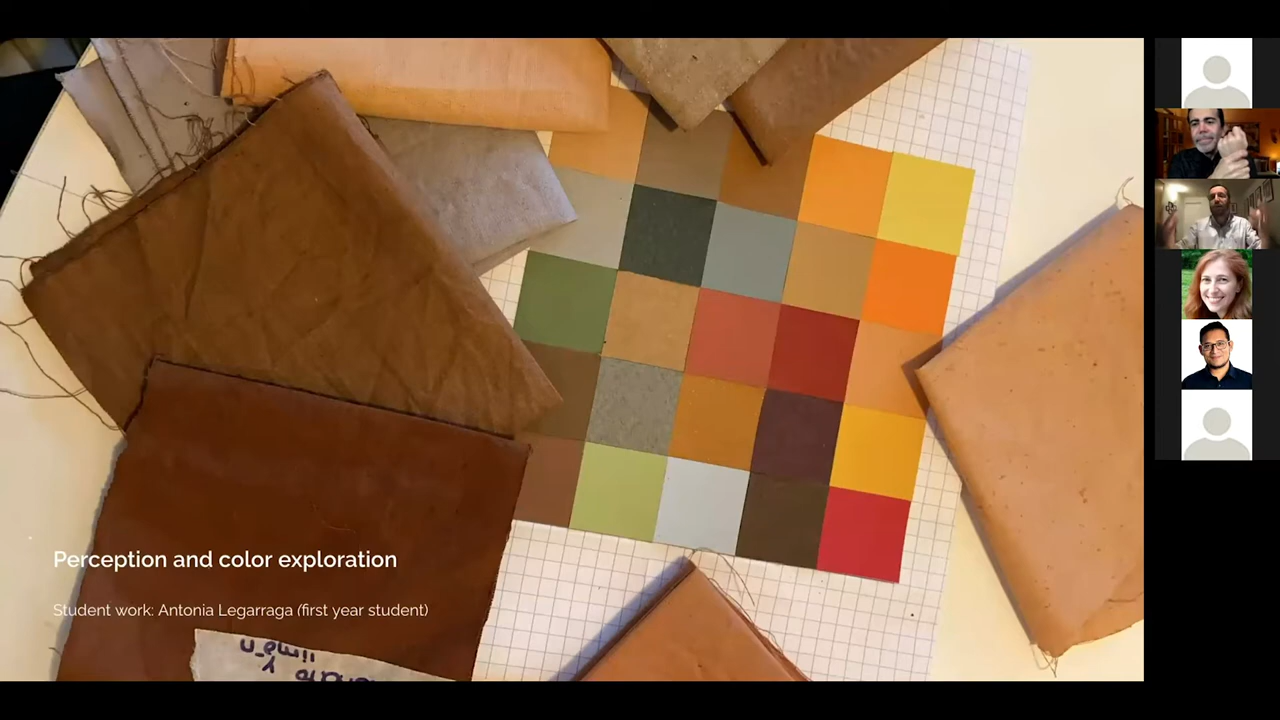 Perception and color exploration
Student work: Antonia Legarraga (first year student)
Y